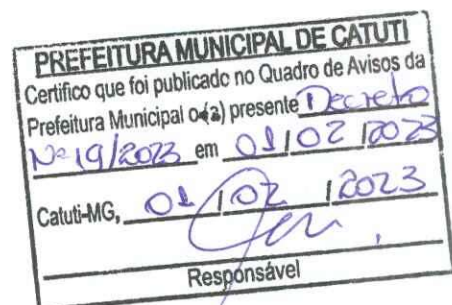 PREFEITURA MUNICIPAL DE CATUTI
Certifico que foi publicado no Quadro de Avisos da
Prefeitura Municipal o(a) presente Decreto
Nº 19/2023 em 01/02/2023
Catuti-MG, 01/02/2023
Responsável